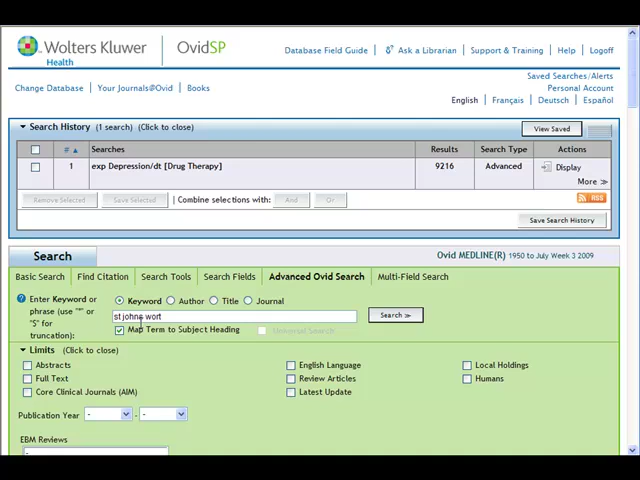 Wolters Kluwer
Health
OvidSP
Database Field Guide
Ask a Librarian
Support & Training
Help
Logoff
Saved Searches/Alerts
Change Database
Your Journals@Ovid
Books
Personal Account
English
Français
Deutsch
Español
Search History (1 search) (Click to close)
View Saved
# Searches Results Search Type Actions
1 exp Depression/dt [Drug Therapy] 9216 Advanced Display
More ≫
Remove Selected
Save Selected
Combine selections with:
And
Or
RSS
Save Search History
Search
Ovid MEDLINE(R) 1950 to July Week 3 2009
Basic Search
Find Citation
Search Tools
Search Fields
Advanced Ovid Search
Multi-Field Search
? Enter Keyword or
phrase (use "*" or
"$" for
truncation):
Keyword
Author
Title
Journal
st johns wort
Search ≫
Map Term to Subject Heading
Universal Search
Limits (Click to close)
Abstracts
English Language
Local Holdings
Full Text
Review Articles
Humans
Core Clinical Journals (AIM)
Latest Update
Publication Year - -
EBM Reviews
-